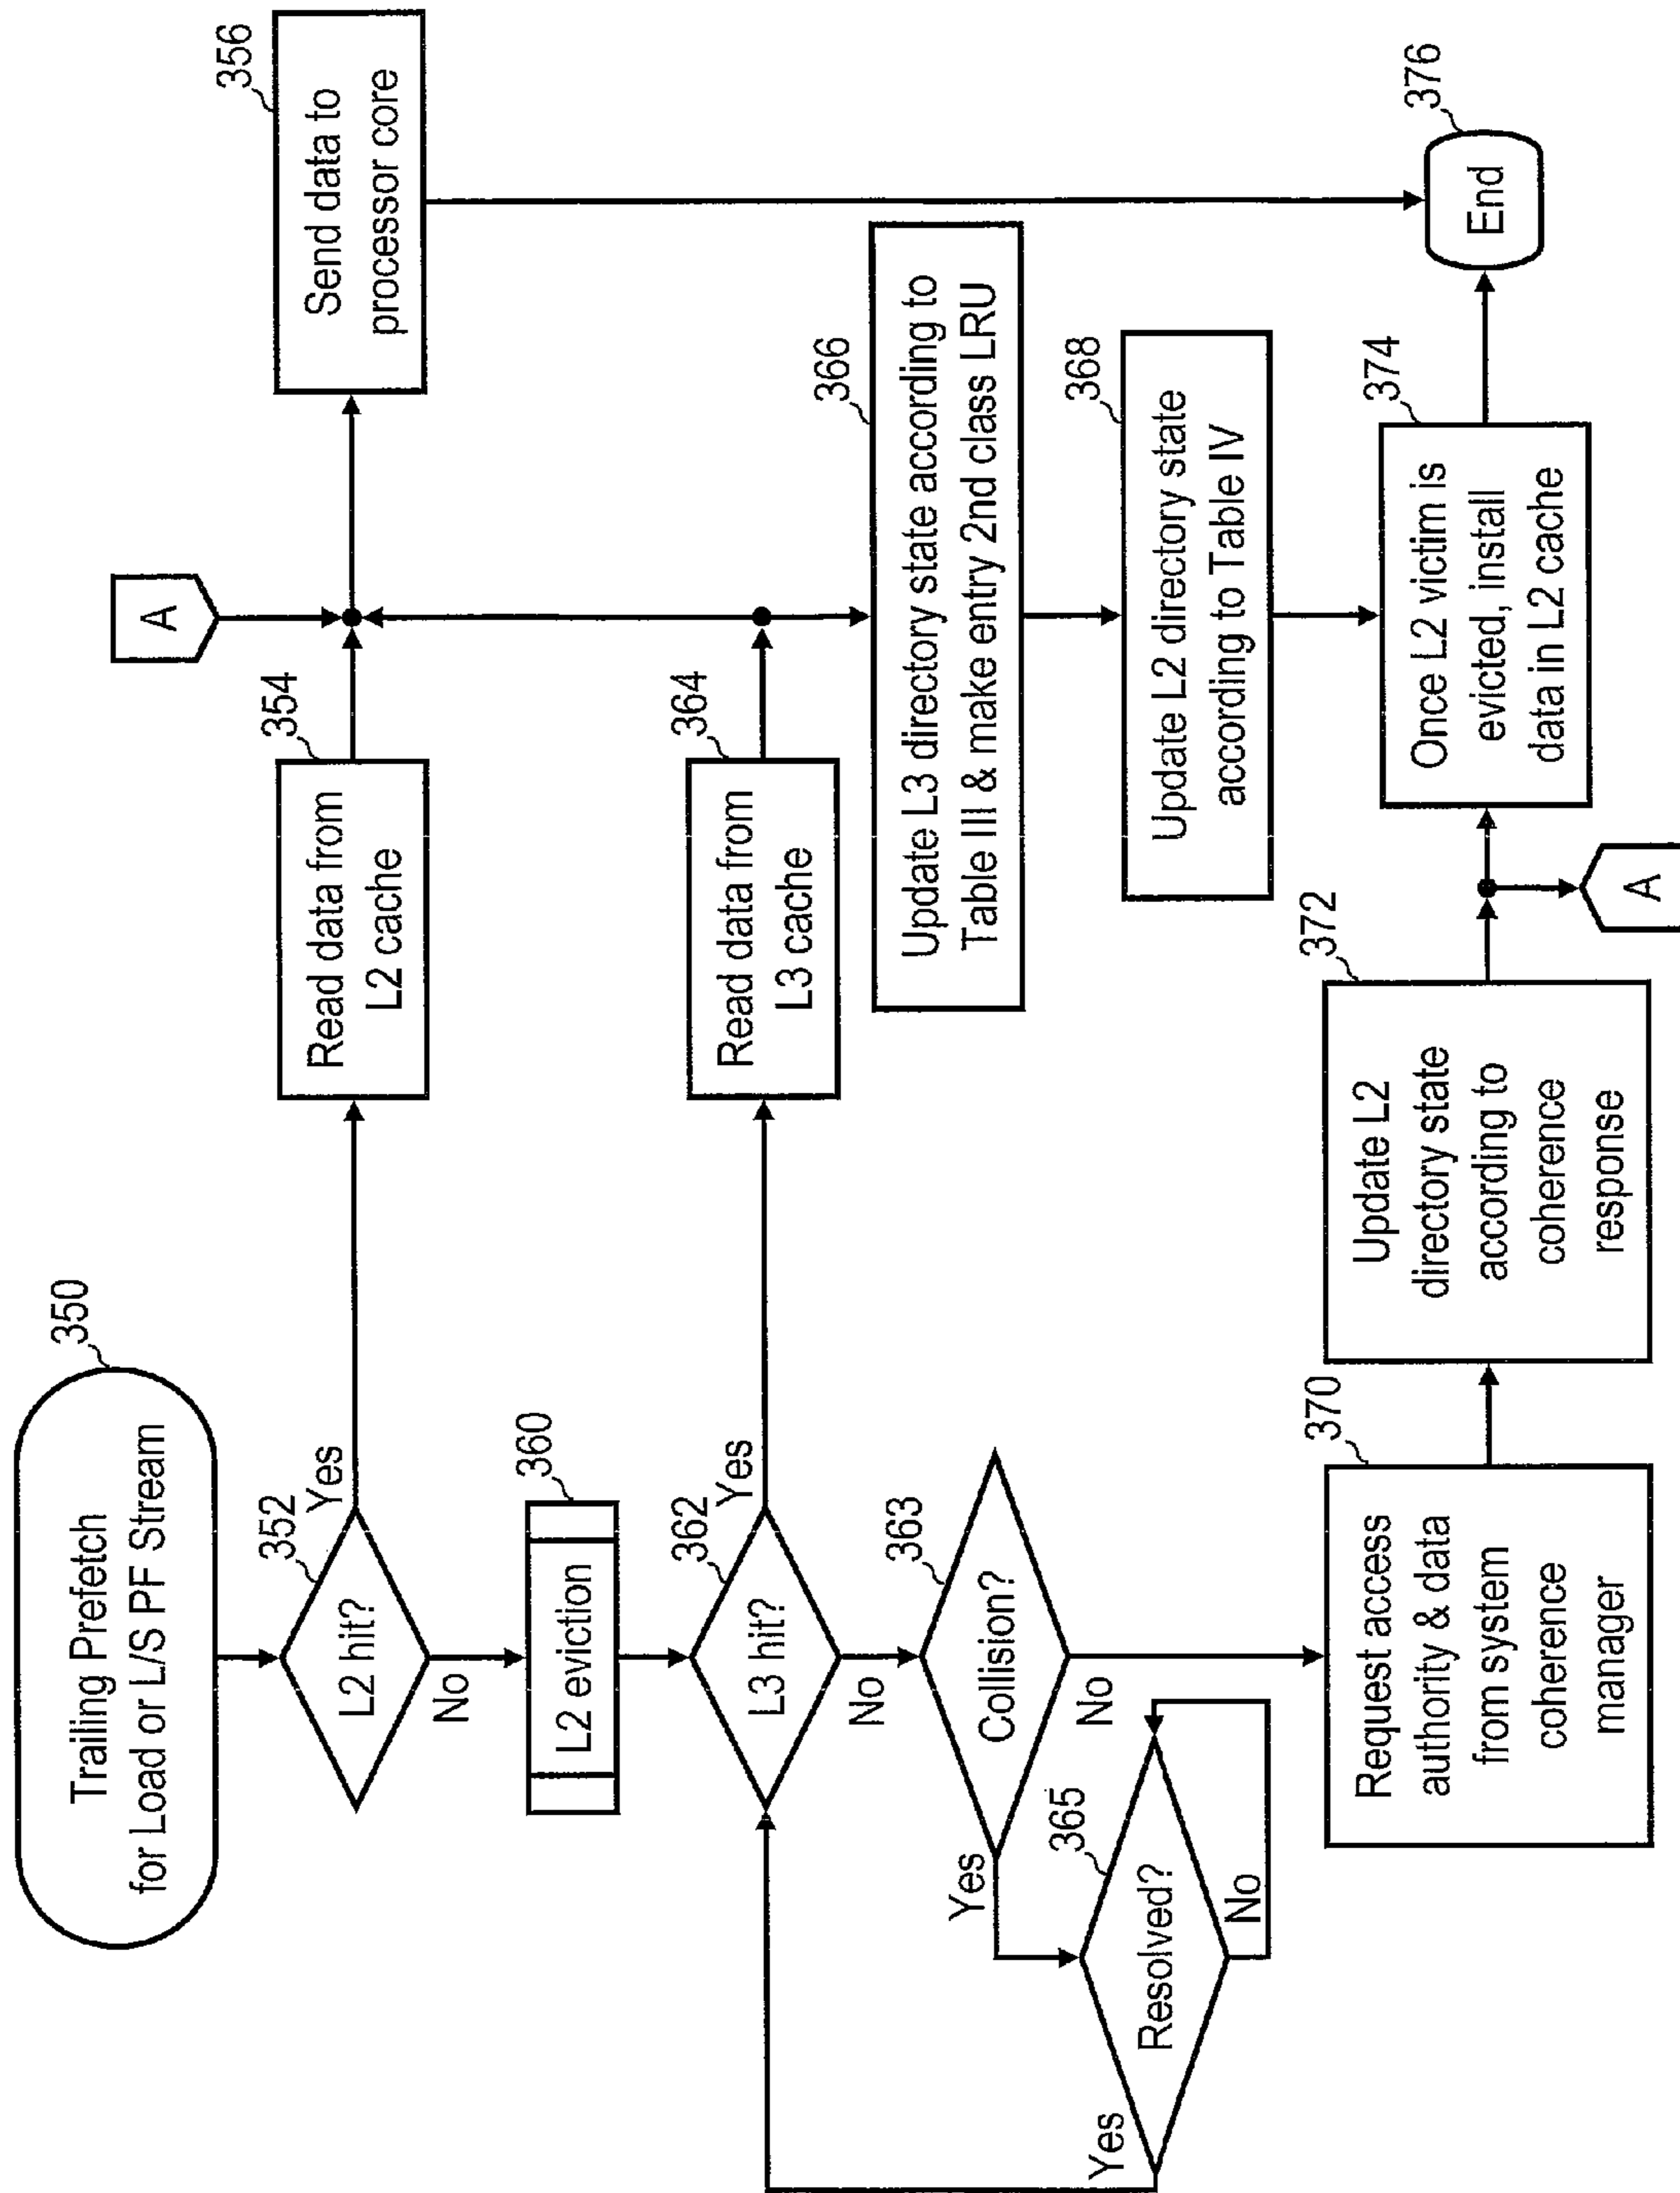 350
Trailing Prefetch
for Load or L/S PF Stream
352
L2 hit?
Yes
No
354
Read data from
L2 cache
A
356
Send data to
processor core
360
L2 eviction
362
L3 hit?
Yes
No
364
Read data from
L3 cache
363
Collision?
Yes
No
365
Resolved?
Yes
No
366
Update L3 directory state according to
Table III & make entry 2nd class LRU
368
Update L2 directory state
according to Table IV
370
Request access
authority & data
from system
coherence
manager
372
Update L2
directory state
according to
coherence
response
A
374
Once L2 victim is
evicted, install
data in L2 cache
376
End